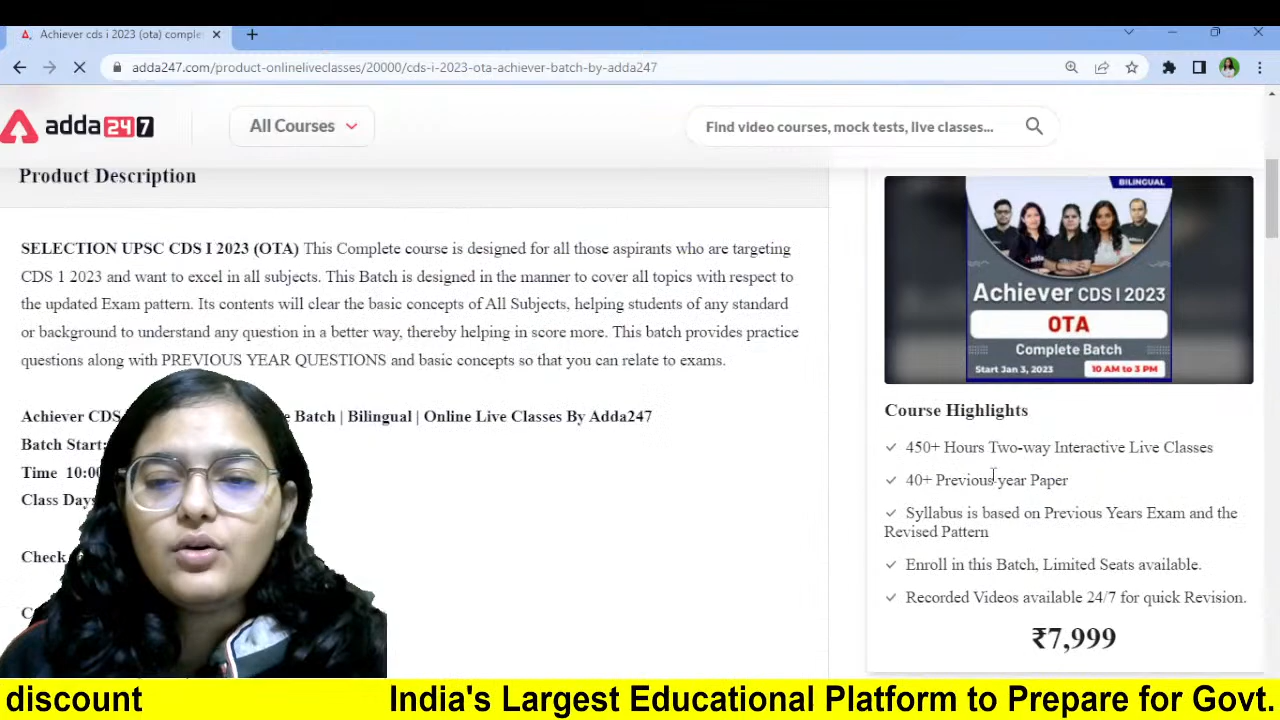 Achiever cds i 2023 (ota) comple
adda247.com/product-onlineliveclasses/20000/cds-i-2023-ota-achiever-batch-by-adda247
adda247
All Courses
Find video courses, mock tests, live classes...
Product Description
SELECTION UPSC CDS I 2023 (OTA) This Complete course is designed for all those aspirants who are targeting
CDS 1 2023 and want to excel in all subjects. This Batch is designed in the manner to cover all topics with respect to
the updated Exam pattern. Its contents will clear the basic concepts of All Subjects, helping students of any standard
or background to understand any question in a better way, thereby helping in score more. This batch provides practice
questions along with PREVIOUS YEAR QUESTIONS and basic concepts so that you can relate to exams.
Achiever CDS Batch | Bilingual | Online Live Classes By Adda247
Batch Start:
Time 10:00
Class Days
Check
BILINGUAL
Achiever CDS I 2023
OTA
Complete Batch
Start Jan 3, 2023 10 AM to 3 PM
Course Highlights
450+ Hours Two-way Interactive Live Classes
40+ Previous year Paper
Syllabus is based on Previous Years Exam and the
Revised Pattern
Enroll in this Batch, Limited Seats available.
Recorded Videos available 24/7 for quick Revision.
₹7,999
discount India's Largest Educational Platform to Prepare for Govt.